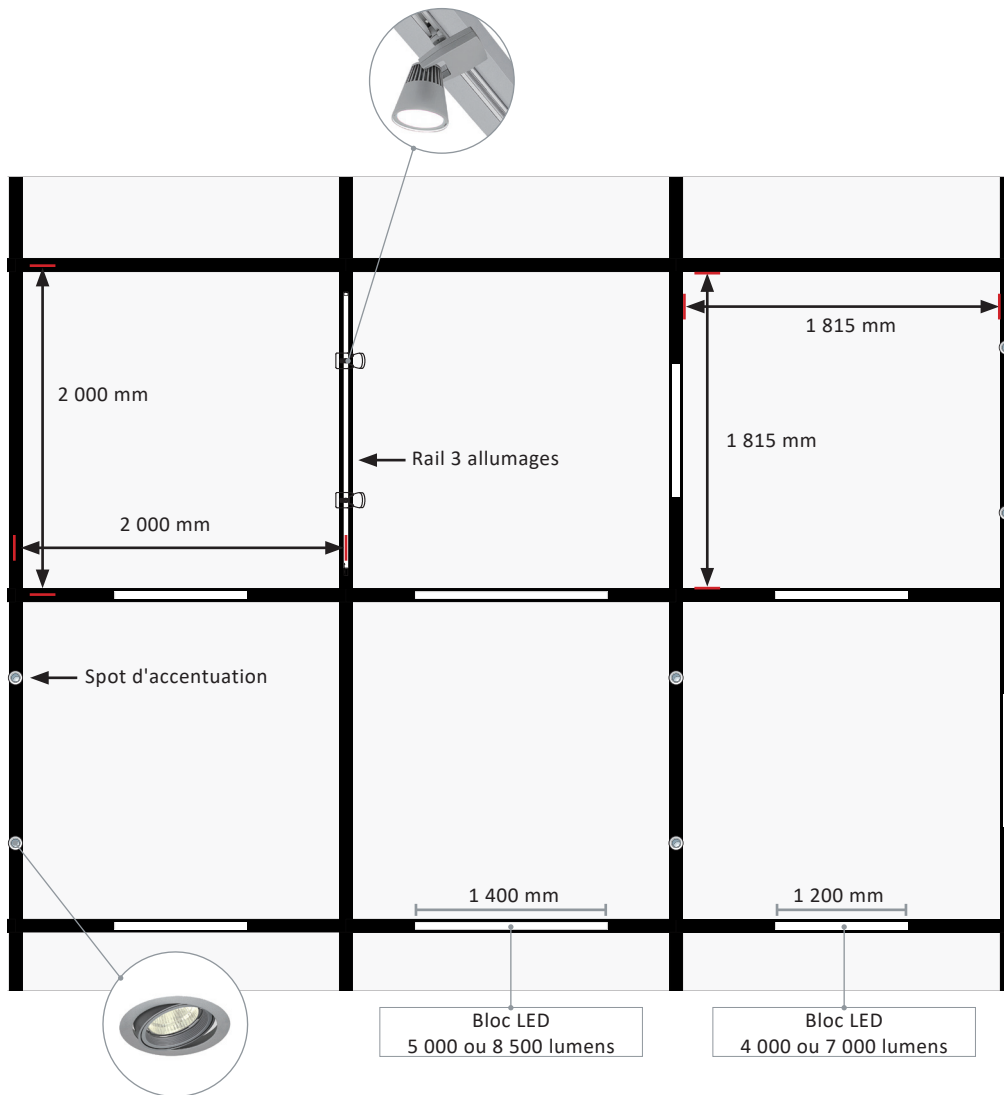 1 815 mm
2 000 mm
1 815 mm
Rail 3 allumages
2 000 mm
Spot d'accentuation
1 400 mm
1 200 mm
Bloc LED
5 000 ou 8 500 lumens
Bloc LED
4 000 ou 7 000 lumens